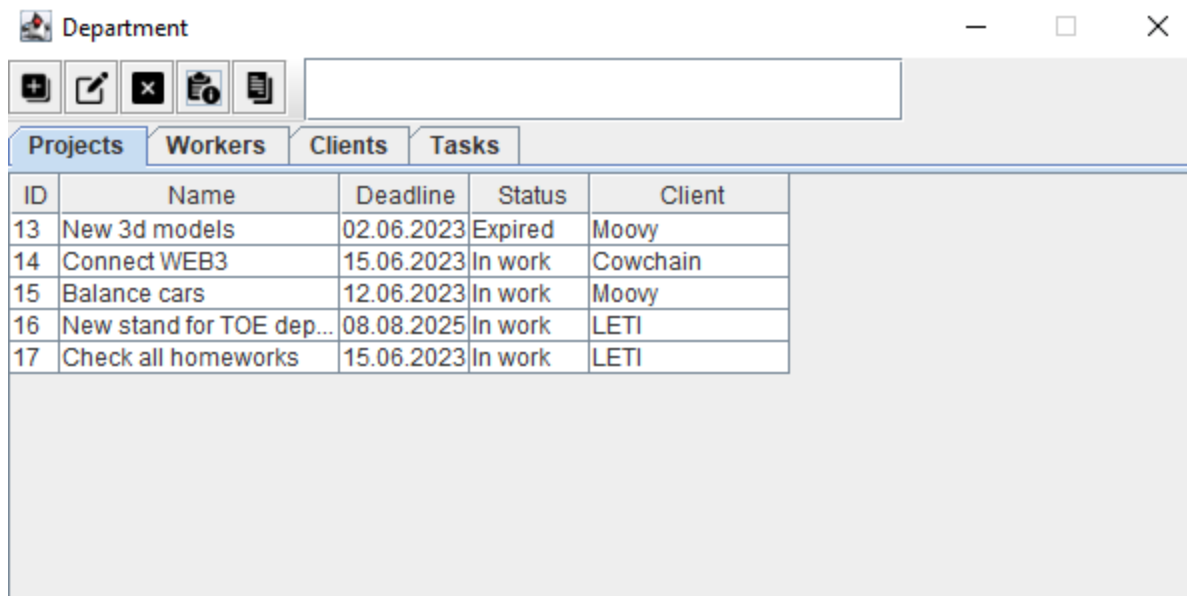 Department
Projects Workers Clients Tasks
ID Name Deadline Status Client
13 New 3d models 02.06.2023 Expired Moovy
14 Connect WEB3 15.06.2023 In work Cowchain
15 Balance cars 12.06.2023 In work Moovy
16 New stand for TOE dep... 08.08.2025 In work LETI
17 Check all homeworks 15.06.2023 In work LETI